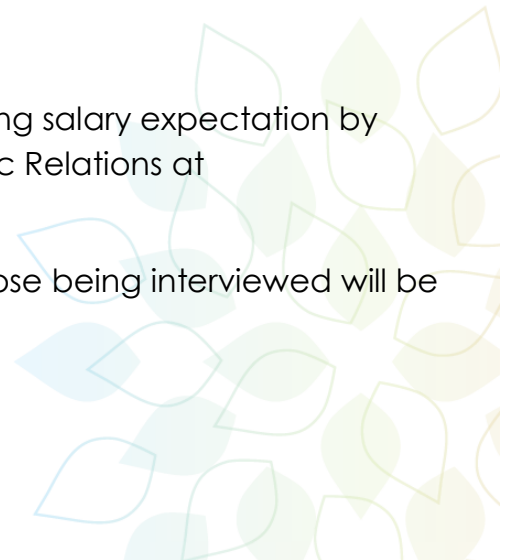 ng salary expectation by
c Relations at
ose being interviewed will be